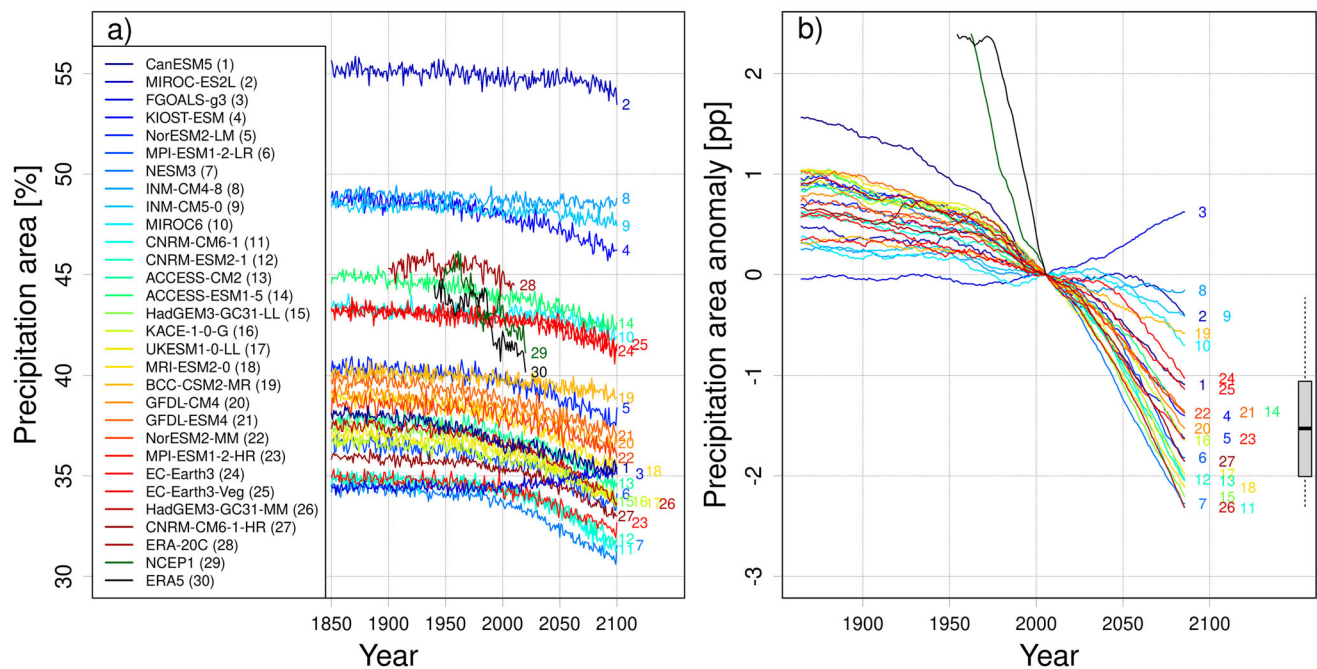 a)
Precipitation area [%]
55
50
45
40
35
30
CanESM5 (1)
MIROC-ES2L (2)
FGOALS-g3 (3)
KIOST-ESM (4)
NorESM2-LM (5)
MPI-ESM1-2-LR (6)
NESM3 (7)
INM-CM4-8 (8)
INM-CM5-0 (9)
MIROC6 (10)
CNRM-CM6-1 (11)
CNRM-ESM2-1 (12)
ACCESS-CM2 (13)
ACCESS-ESM1-5 (14)
HadGEM3-GC31-LL (15)
KACE-1-0-G (16)
UKESM1-0-LL (17)
MRI-ESM2-0 (18)
BCC-CSM2-MR (19)
GFDL-CM4 (20)
GFDL-ESM4 (21)
NorESM2-MM (22)
MPI-ESM1-2-HR (23)
EC-Earth3 (24)
EC-Earth3-Veg (25)
HadGEM3-GC31-MM (26)
CNRM-CM6-1-HR (27)
ERA-20C (28)
NCEP1 (29)
ERA5 (30)
2
8
9
4
28
14
10
25
24
29
30
19
5
21
20
22
1
3
18
13
6
15
16
17
26
27
23
12
11
7
1850 1900 1950 2000 2050 2100
Year
b)
Precipitation area anomaly [pp]
2
1
0
-1
-2
-3
3
8
2 9
19
10
24
1 25
22 21 14
4
20
16 5 23
6 27
17
12 13
18
15
7 26 11
1900 1950 2000 2050 2100
Year